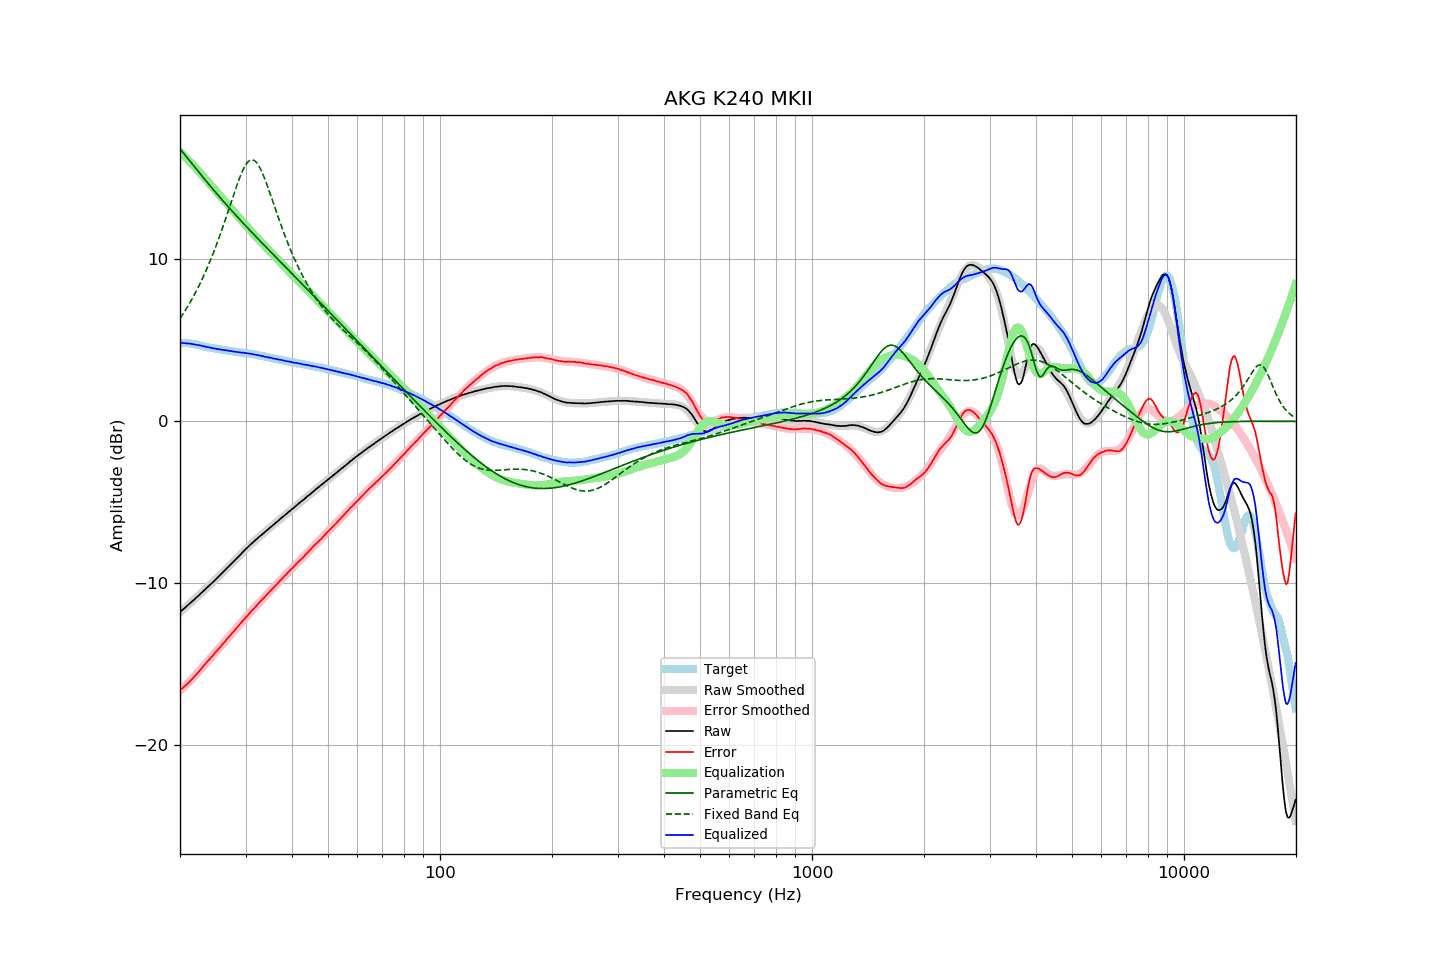 AKG K240 MKII
10
0
−10
−20
Amplitude (dBr)
100
1000
10000
Frequency (Hz)
Target
Raw Smoothed
Error Smoothed
Raw
Error
Equalization
Parametric Eq
Fixed Band Eq
Equalized